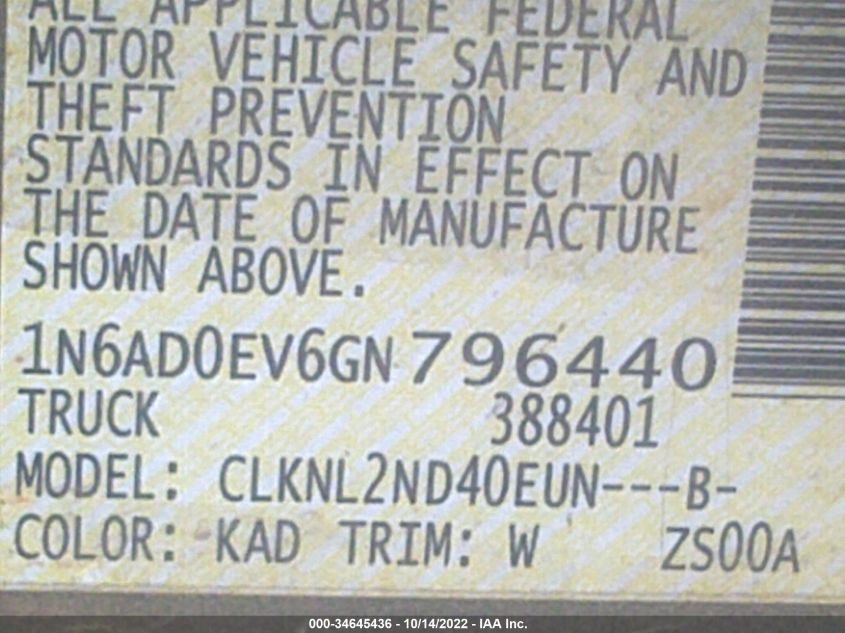 ALL APPLICABLE FEDERAL
MOTOR VEHICLE SAFETY AND
THEFT PREVENTION
STANDARDS IN EFFECT ON
THE DATE OF MANUFACTURE
SHOWN ABOVE.
1N6AD0EV6GN796440
TRUCK 388401
MODEL: CLKNL2ND40EUN---B-
COLOR: KAD TRIM: W ZS00A
000-34645436 - 10/14/2022 - IAA Inc.